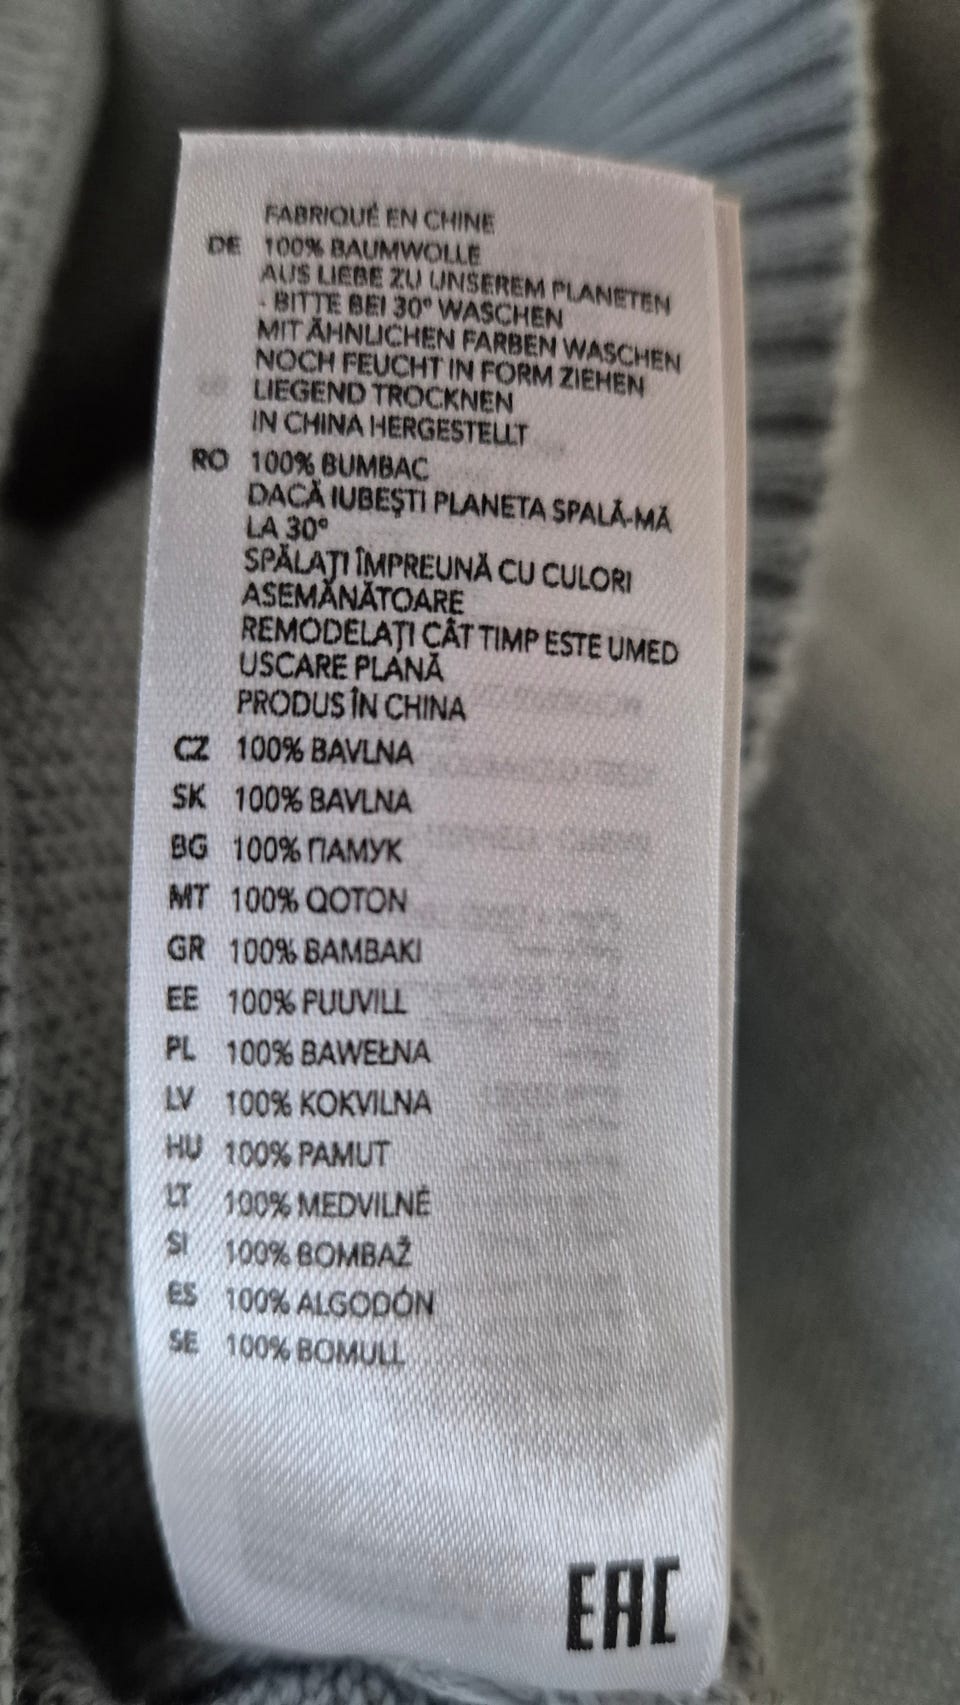 FABRIQUÉ EN CHINE
DE 100% BAUMWOLLE
AUS LIEBE ZU UNSEREM PLANETEN
- BITTE BEI 30° WASCHEN
MIT ÄHNLICHEN FARBEN WASCHEN
NOCH FEUCHT IN FORM ZIEHEN
LIEGEND TROCKNEN
IN CHINA HERGESTELLT
RO 100% BUMBAC
DACĂ IUBEŞTI PLANETA SPALĂ-MĂ
LA 30°
SPĂLAŢI ÎMPREUNĂ CU CULORI
ASEMĂNĂTOARE
REMODELAŢI CÂT TIMP ESTE UMED
USCARE PLANĂ
PRODUS ÎN CHINA
CZ 100% BAVLNA
SK 100% BAVLNA
BG 100% ПАМУК
MT 100% QOTON
GR 100% BAMBAKI
EE 100% PUUVILL
PL 100% BAWEŁNA
LV 100% KOKVILNA
HU 100% PAMUT
LT 100% MEDVILNĖ
SI 100% BOMBAŽ
ES 100% ALGODÓN
SE 100% BOMULL
EAC